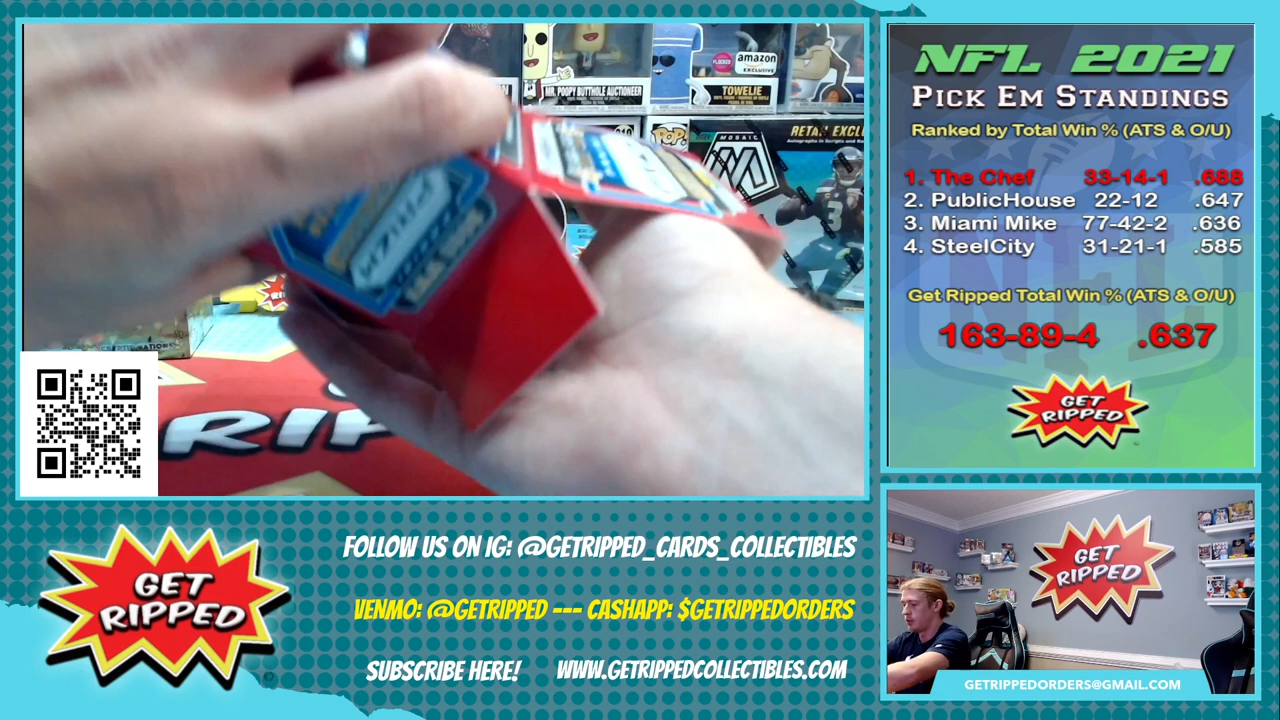 MR. POOPY BUTTHOLE AUCTIONEER
FLOCKED
amazon
EXCLUSIVE
TOWELIE
POP!
MOSAIC
RETAIL EXCL
3
RIP
NFL 2021
PICK EM STANDINGS
Ranked by Total Win % (ATS & O/U)
1. The Chef 33-14-1 .688
2. PublicHouse 22-12 .647
3. Miami Mike 77-42-2 .636
4. SteelCity 31-21-1 .585
Get Ripped Total Win % (ATS & O/U)
163-89-4 .637
GET
RIPPED
GET
RIPPED
FOLLOW US ON IG: @GETRIPPED_CARDS_COLLECTIBLES
VENMO: @GETRIPPED --- CASHAPP: $GETRIPPEDORDERS
SUBSCRIBE HERE! WWW.GETRIPPEDCOLLECTIBLES.COM
GET
RIPPED
GETRIPPEDORDERS@GMAIL.COM